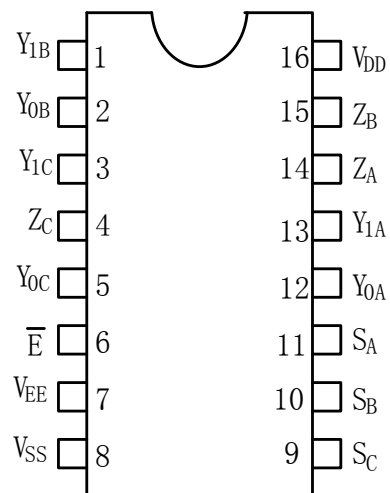 Y1B 1 16 VDD
Y0B 2 15 ZB
Y1C 3 14 ZA
ZC 4 13 Y1A
Y0C 5 12 Y0A
E̅ 6 11 SA
VEE 7 10 SB
VSS 8 9 SC